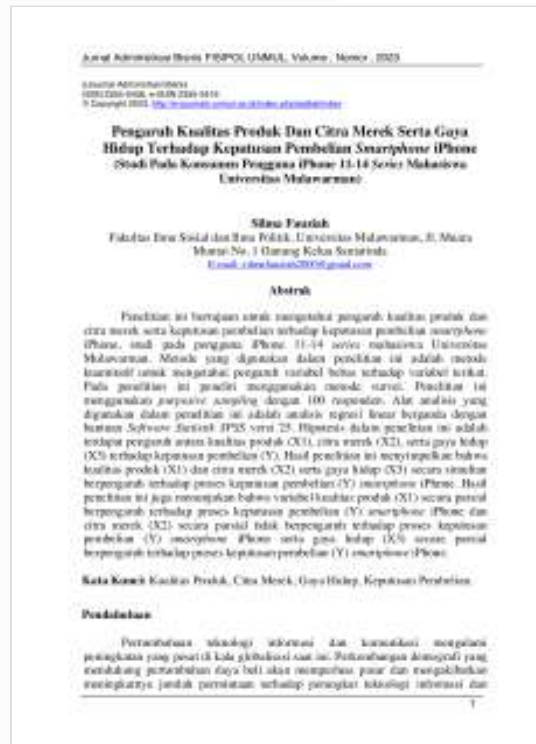 Jurnal Administrasi Bisnis FISIPOL UNMUL, Volume , Nomor , 2023
eJournal Administrasi Bisnis
© Copyright 2023,
Pengaruh Kualitas Produk Dan Citra Merek Serta Gaya
Hidup Terhadap Keputusan Pembelian Smartphone iPhone
(Studi Pada Konsumen Pengguna iPhone 11-14 Series Mahasiswa
Universitas Mulawarman)
Silma Fauziah
Fakultas Ilmu Sosial dan Ilmu Politik, Universitas Mulawarman, Jl. Muara
Muntai No. 1 Gunung Kelua Samarinda
E-mail:
Abstrak
Penelitian ini bertujuan untuk mengetahui pengaruh kualitas produk dan
citra merek serta keputusan pembelian terhadap keputusan pembelian smartphone
iPhone, studi pada pengguna iPhone 11-14 series mahasiswa Universitas
Mulawarman. Metode yang digunakan dalam penelitian ini adalah metode
kuantitatif untuk mengetahui pengaruh variabel bebas terhadap variabel terikat.
Pada penelitian ini peneliti menggunakan metode survei. Penelitian ini
menggunakan purposive sampling dengan 100 responden. Alat analisis yang
digunakan dalam penelitian ini adalah analisis regresi linear berganda dengan
bantuan Software Statistik SPSS versi 25. Hipotesis dalam penelitian ini adalah
terdapat pengaruh antara kualitas produk (X1), citra merek (X2), serta gaya hidup
(X3) terhadap keputusan pembelian (Y). Hasil penelitian ini menyimpulkan bahwa
kualitas produk (X1) dan citra merek (X2) serta gaya hidup (X3) secara simultan
berpengaruh terhadap proses keputusan pembelian (Y) smartphone iPhone. Hasil
penelitian ini juga menunjukan bahwa variabel kualitas produk (X1) secara parsial
berpengaruh terhadap proses keputusan pembelian (Y) smartphone iPhone dan
citra merek (X2) secara parsial tidak berpengaruh terhadap proses keputusan
pembelian (Y) smartphone iPhone serta gaya hidup (X3) secara parsial
berpengaruh terhadap proses keputusan pembelian (Y) smartphone iPhone.
Kata Kunci: Kualitas Produk, Citra Merek, Gaya Hidup, Keputusan Pembelian.
Pendahuluan
Pertumbuhan teknologi informasi dan komunikasi mengalami
peningkatan yang pesat di kala globalisasi saat ini. Perkembangan demografi yang
mendukung pertumbuhan daya beli akan memperluas pasar dan mengakibatkan
meningkatnya jumlah permintaan terhadap perangkat teknologi informasi dan
1